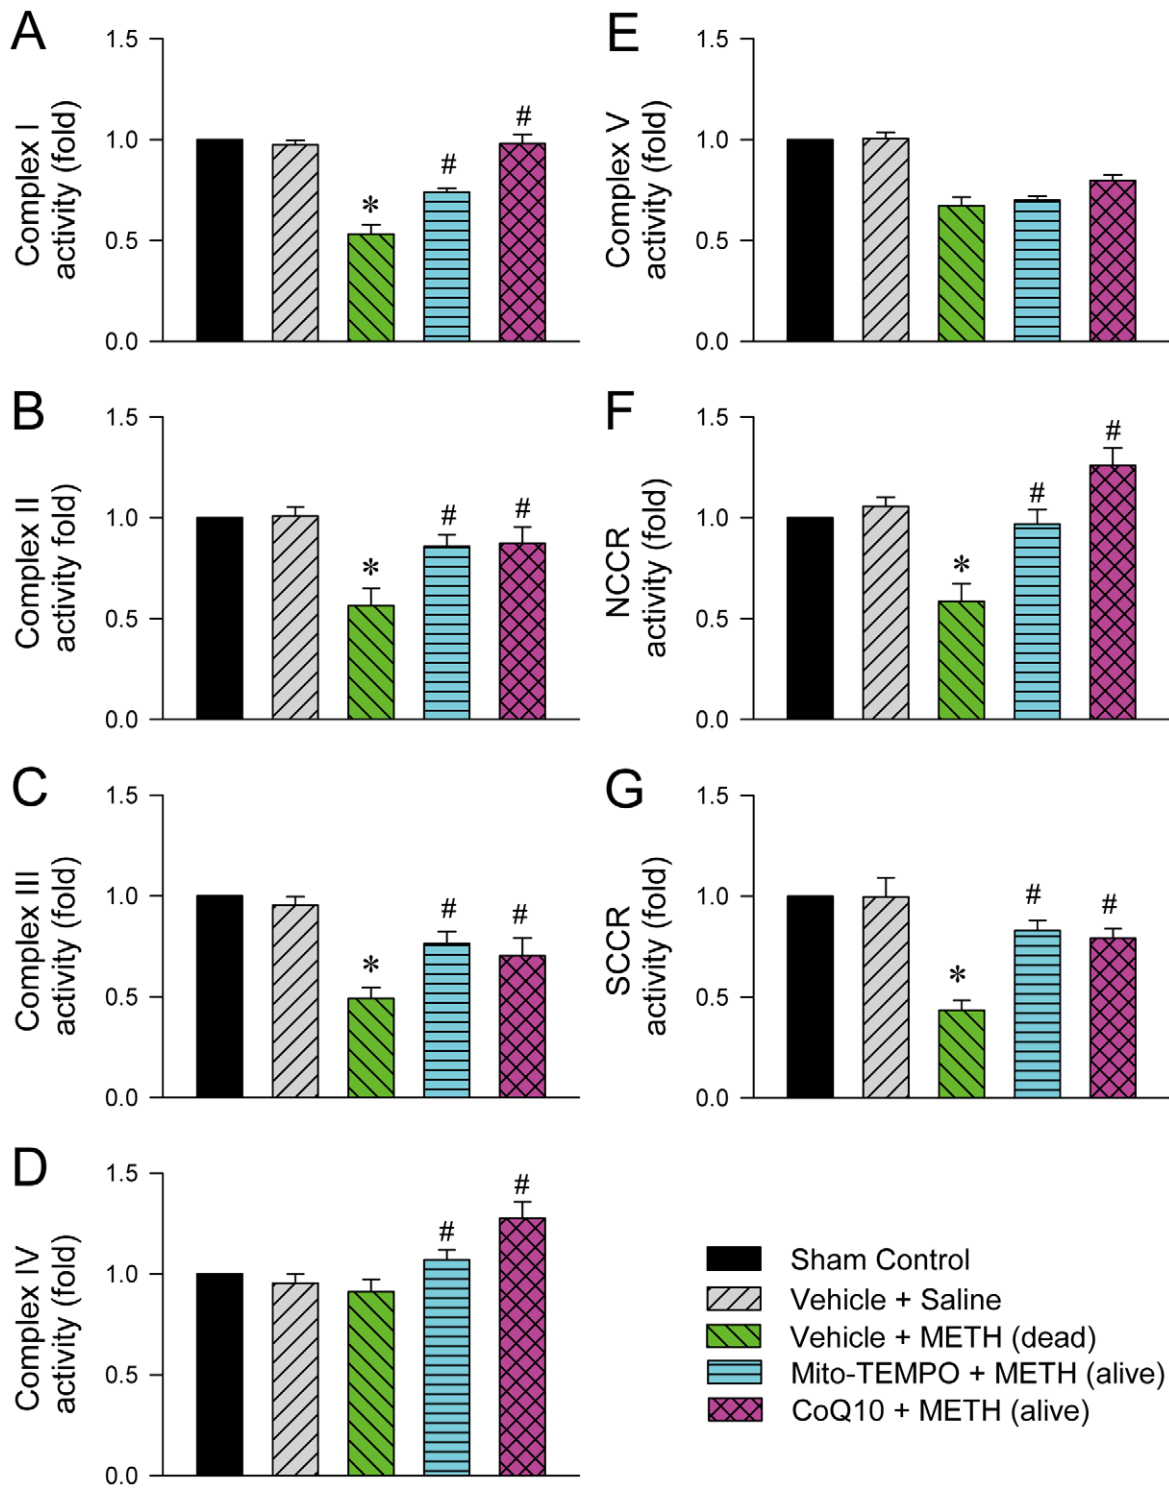 A
1.5
1.0
0.5
0.0
Complex I
activity (fold)
*
#
#
B
1.5
1.0
0.5
0.0
Complex II
activity fold)
*
#
#
C
1.5
1.0
0.5
0.0
Complex III
activity (fold)
*
#
#
D
1.5
1.0
0.5
0.0
Complex IV
activity (fold)
#
#
E
1.5
1.0
0.5
0.0
Complex V
activity (fold)
F
1.5
1.0
0.5
0.0
NCCR
activity (fold)
*
#
#
G
1.5
1.0
0.5
0.0
SCCR
activity (fold)
*
#
#
Sham Control
Vehicle + Saline
Vehicle + METH (dead)
Mito-TEMPO + METH (alive)
CoQ10 + METH (alive)